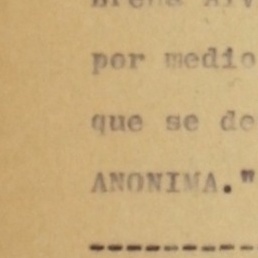 por medio
que se de
ANONIMA."
----------